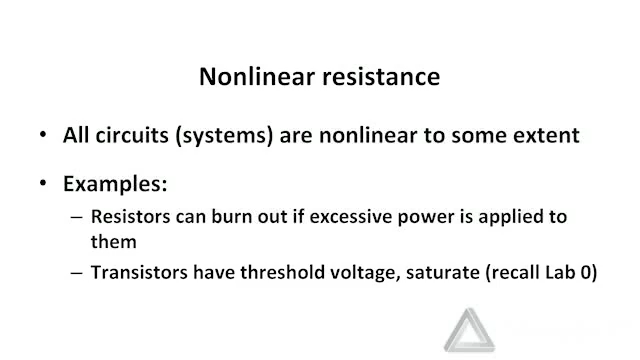 Nonlinear resistance
• All circuits (systems) are nonlinear to some extent
• Examples:
– Resistors can burn out if excessive power is applied to
them
– Transistors have threshold voltage, saturate (recall Lab 0)